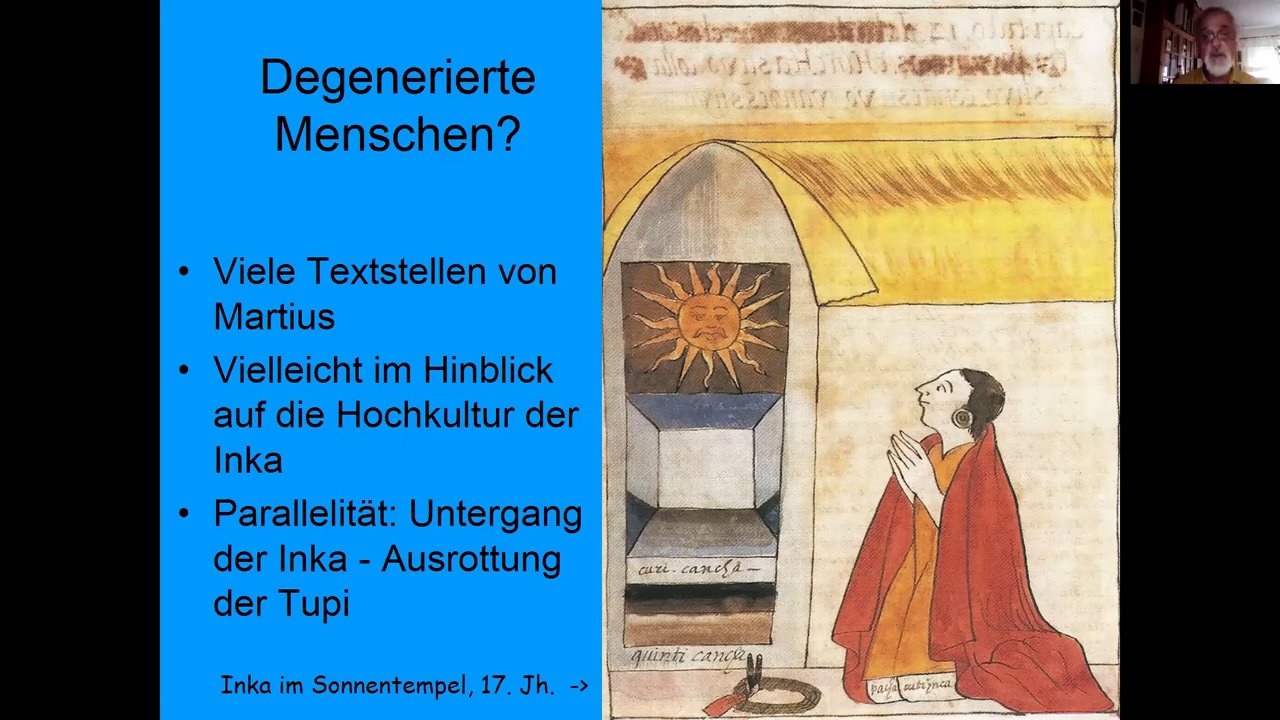 Degenerierte
Menschen?
• Viele Textstellen von
Martius
• Vielleicht im Hinblick
auf die Hochkultur der
Inka
• Parallelität: Untergang
der Inka - Ausrottung
der Tupi
Inka im Sonnentempel, 17. Jh. ->
curi. cancha
quinti cancha